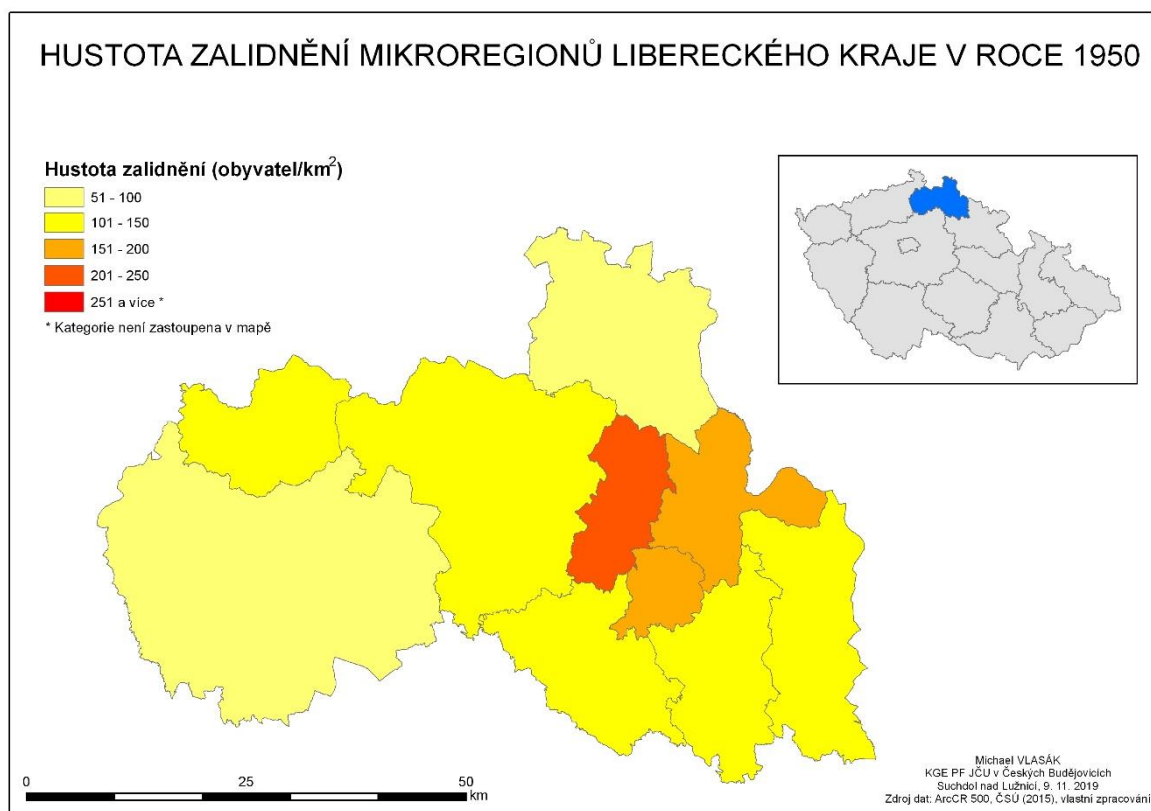 HUSTOTA ZALIDNĚNÍ MIKROREGIONŮ LIBERECKÉHO KRAJE V ROCE 1950
Hustota zalidnění (obyvatel/km²)
51 - 100
101 - 150
151 - 200
201 - 250
251 a více *
* Kategorie není zastoupena v mapě
0 25 50
km
Michael VLASÁK
KGE PF JČU v Českých Budějovicích
Suchdol nad Lužnicí, 9. 11. 2019
Zdroj dat: ArcCR 500, ČSÚ (2015), vlastní zpracování